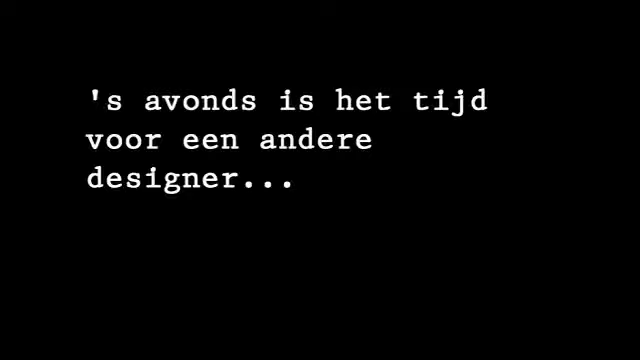 's avonds is het tijd
voor een andere
designer...